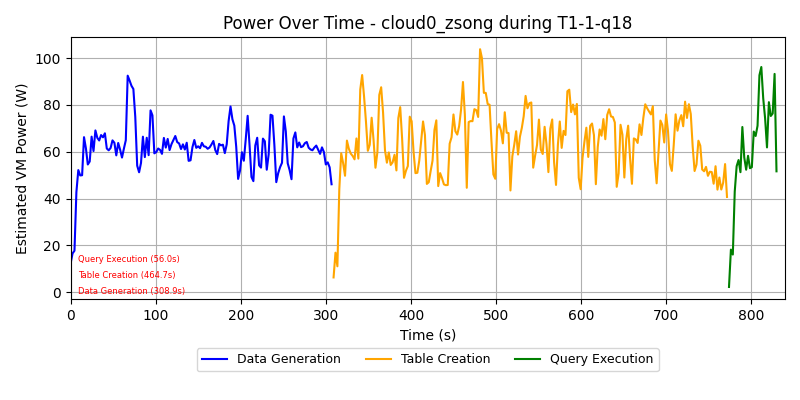 Power Over Time - cloud0_zsong during T1-1-q18
Estimated VM Power (W)
100
80
60
40
20
0
Query Execution (56.0s)
Table Creation (464.7s)
Data Generation (308.9s)
0 100 200 300 400 500 600 700 800
Time (s)
Data Generation Table Creation Query Execution